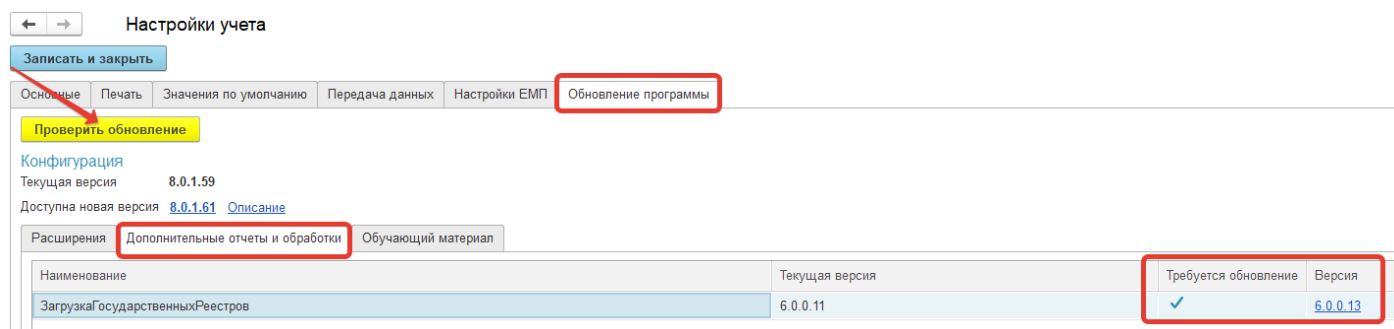 Настройки учета
Записать и закрыть
Основные Печать Значения по умолчанию Передача данных Настройки ЕМП Обновление программы
Проверить обновление
Конфигурация
Текущая версия 8.0.1.59
Доступна новая версия 8.0.1.61 Описание
Расширения Дополнительные отчеты и обработки Обучающий материал
Наименование Текущая версия Требуется обновление Версия
ЗагрузкаГосударственныхРеестров 6.0.0.11 6.0.0.13